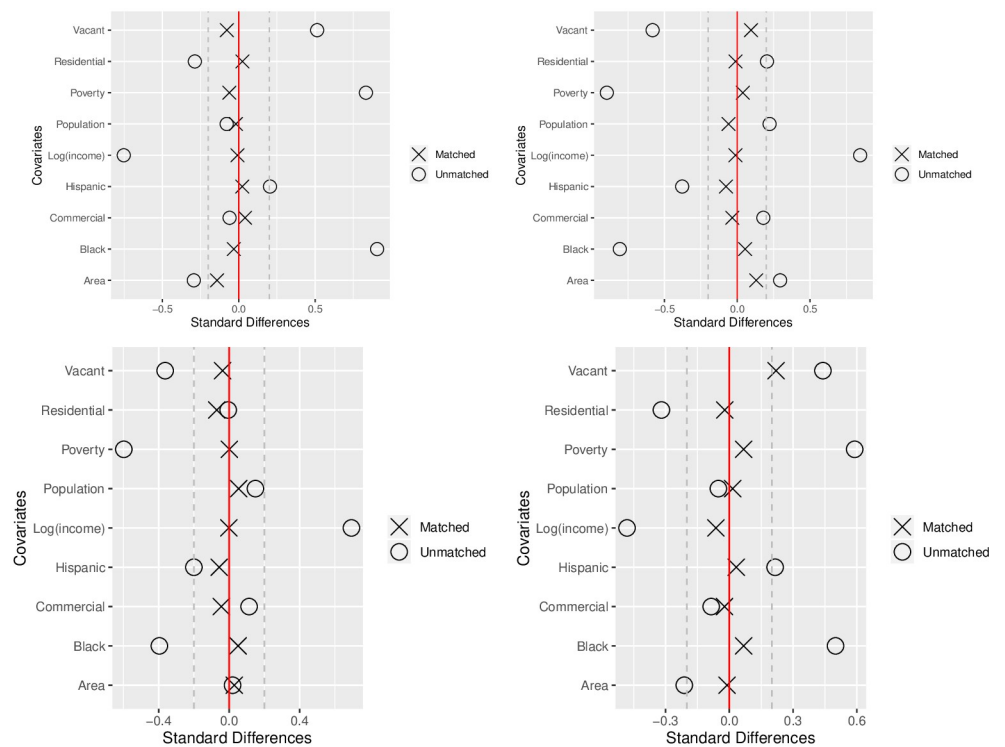 Vacant
Residential
Poverty
Population
Log(income)
Hispanic
Commercial
Black
Area
Covariates
−0.5 0.0 0.5
Standard Differences
Matched
Unmatched
Vacant
Residential
Poverty
Population
Log(income)
Hispanic
Commercial
Black
Area
Covariates
−0.5 0.0 0.5
Standard Differences
Matched
Unmatched
Vacant
Residential
Poverty
Population
Log(income)
Hispanic
Commercial
Black
Area
Covariates
−0.4 0.0 0.4
Standard Differences
Matched
Unmatched
Vacant
Residential
Poverty
Population
Log(income)
Hispanic
Commercial
Black
Area
Covariates
−0.3 0.0 0.3 0.6
Standard Differences
Matched
Unmatched